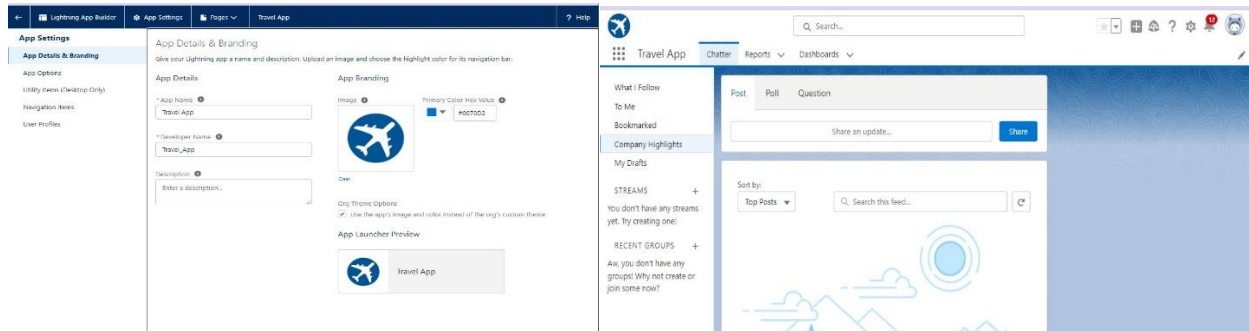 Lightning App Builder
App Settings
Pages
Travel App
? Help
App Settings
App Details & Branding
App Options
Utility Items (Desktop Only)
Navigation Items
User Profiles
App Details & Branding
Give your Lightning app a name and description. Upload an image and choose the highlight color for its navigation bar.
App Details
*App Name
Travel App
*Developer Name
Travel_App
Description
Enter a description...
App Branding
Image
Primary Color Hex Value
#0070D2
Clear
Org Theme Options
Use the app's image and color instead of the org's custom theme
App Launcher Preview
Travel App
Search...
12
Travel App
Chatter
Reports
Dashboards
What I Follow
To Me
Bookmarked
Company Highlights
My Drafts
STREAMS
You don't have any streams
yet. Try creating one!
RECENT GROUPS
Aw, you don't have any
groups! Why not create or
join some now?
Post
Poll
Question
Share an update...
Share
Sort by:
Top Posts
Search this feed...